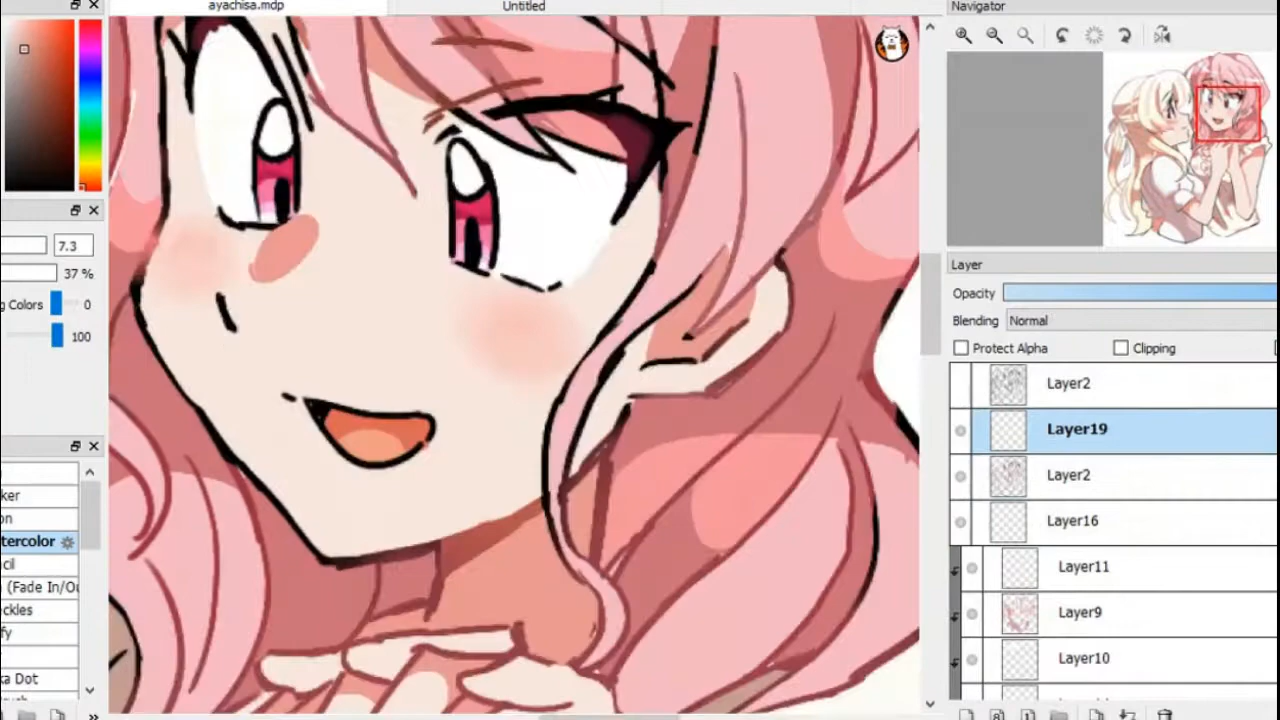 ayachisa.mdp
Untitled
Navigator
7.3
37 %
g Colors
0
100
ker
on
tercolor
cil
(Fade In/Ou
ckles
fy
ka Dot
Layer
Opacity
Blending
Normal
Protect Alpha
Clipping
Layer2
Layer19
Layer2
Layer16
Layer11
Layer9
Layer10